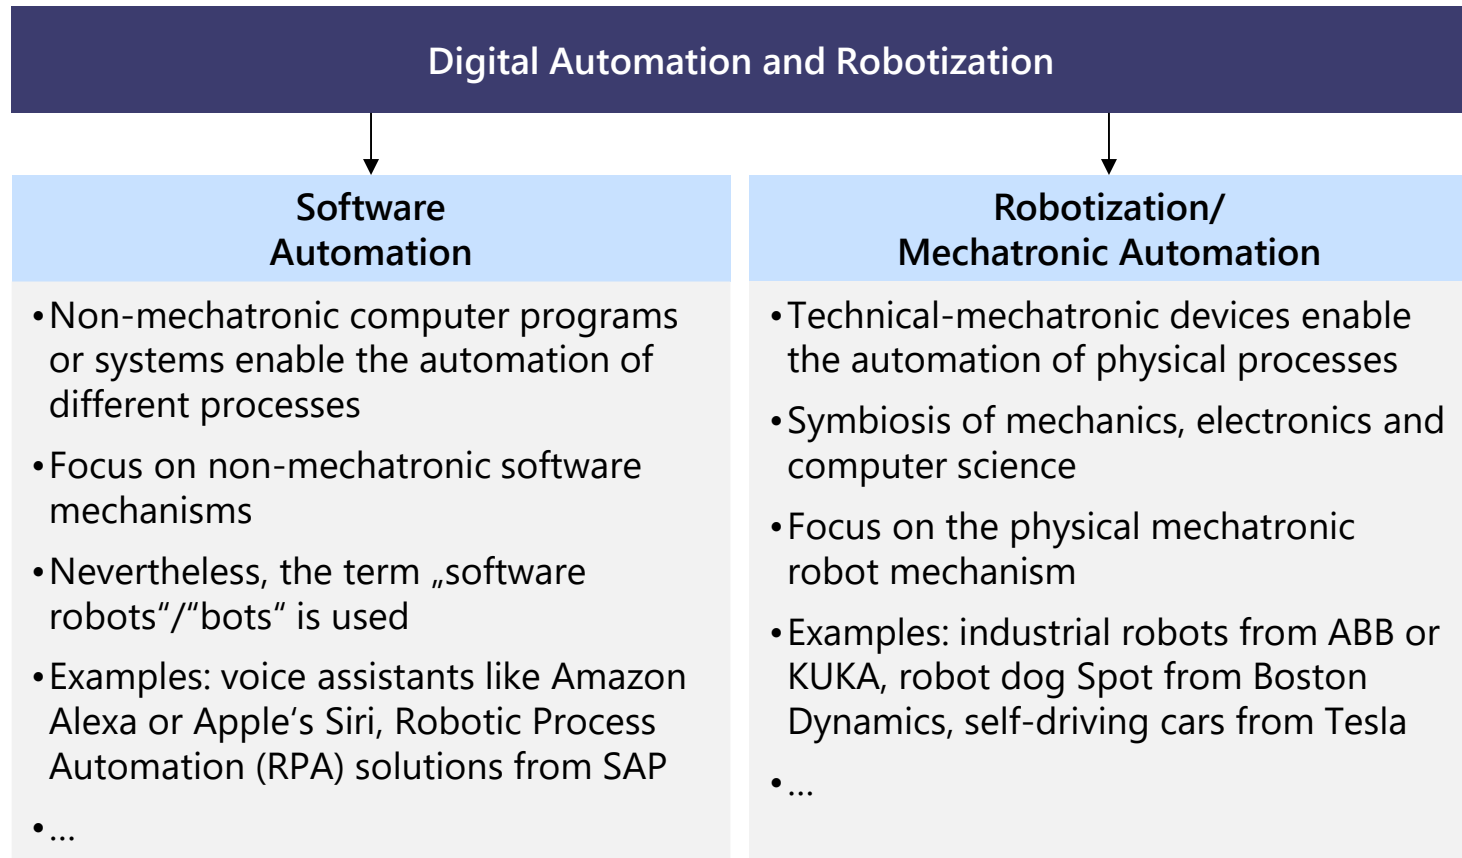 Digital Automation and Robotization
Software
Automation
•Non-mechatronic computer programs
or systems enable the automation of
different processes
•Focus on non-mechatronic software
mechanisms
•Nevertheless, the term „software
robots“/“bots“ is used
•Examples: voice assistants like Amazon
Alexa or Apple‘s Siri, Robotic Process
Automation (RPA) solutions from SAP
•...
Robotization/
Mechatronic Automation
•Technical-mechatronic devices enable
the automation of physical processes
•Symbiosis of mechanics, electronics and
computer science
•Focus on the physical mechatronic
robot mechanism
•Examples: industrial robots from ABB or
KUKA, robot dog Spot from Boston
Dynamics, self-driving cars from Tesla
•...